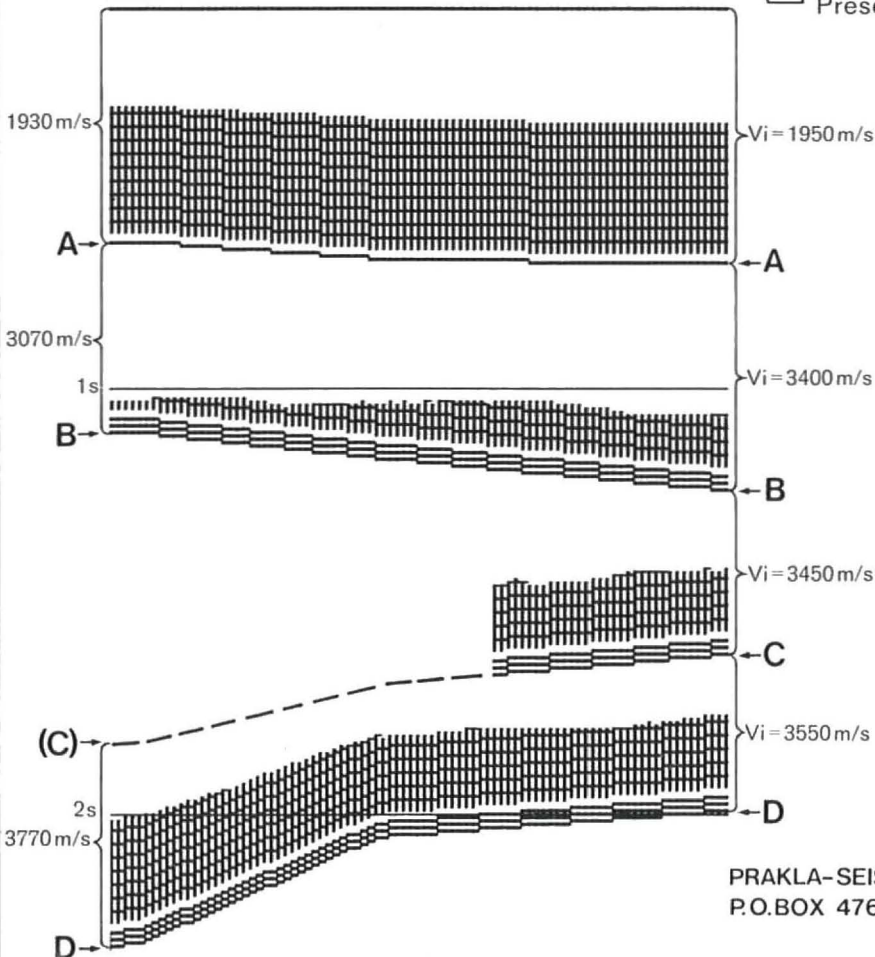 Prese
1930 m/s
Vi = 1950 m/s
A
A
3070 m/s
Vi = 3400 m/s
1s
B
B
Vi = 3450 m/s
C
(C)
Vi = 3550 m/s
2s
D
3770 m/s
PRAKLA-SEIS
P.O.BOX 476
D